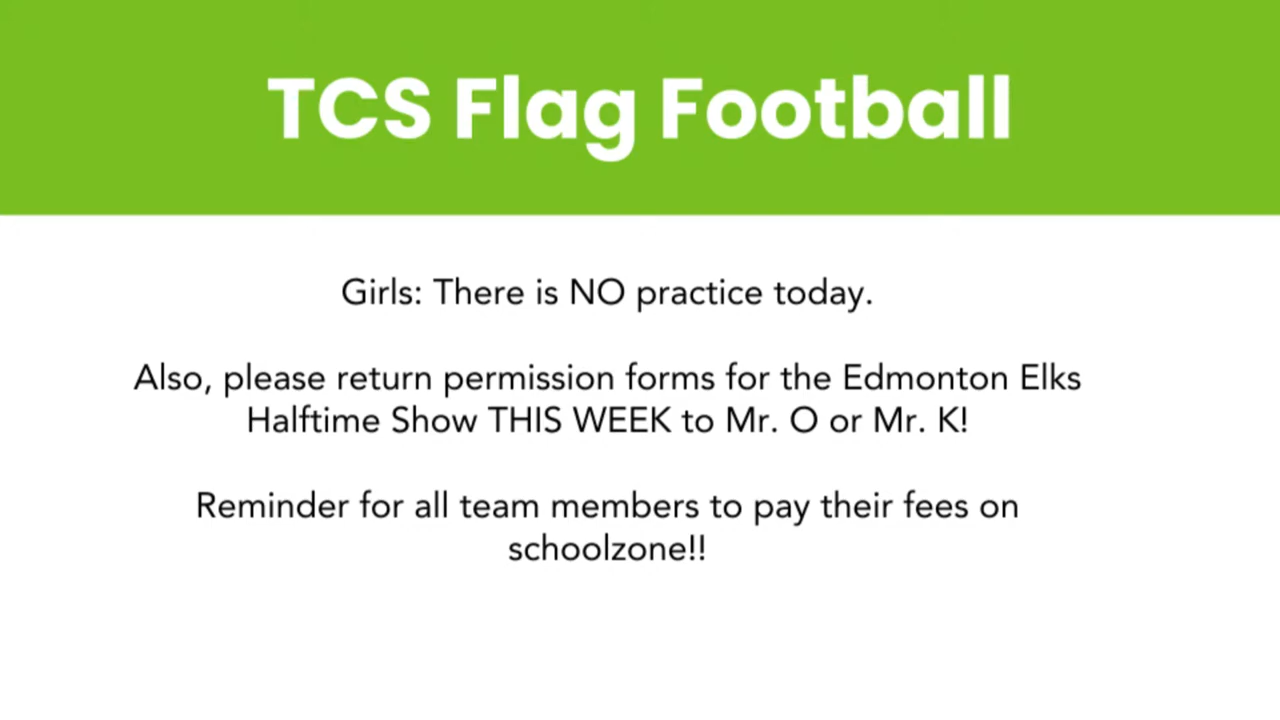 TCS Flag Football
Girls: There is NO practice today.
Also, please return permission forms for the Edmonton Elks
Halftime Show THIS WEEK to Mr. O or Mr. K!
Reminder for all team members to pay their fees on
schoolzone!!